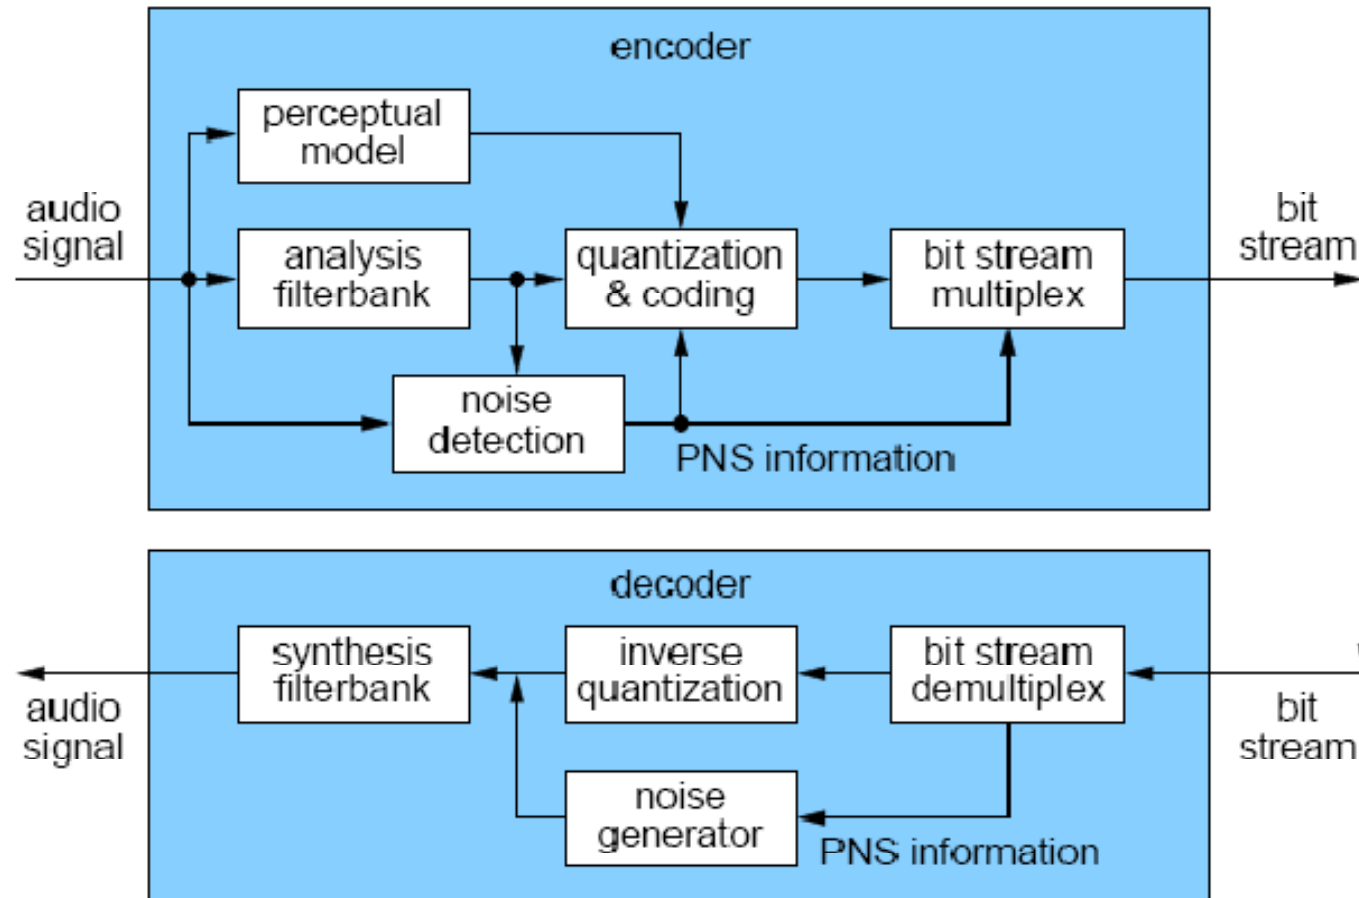 encoder
perceptual
model
audio
signal
analysis
filterbank
quantization
& coding
bit stream
multiplex
bit
stream
noise
detection
PNS information
decoder
synthesis
filterbank
inverse
quantization
bit stream
demultiplex
audio
signal
bit
stream
noise
generator
PNS information